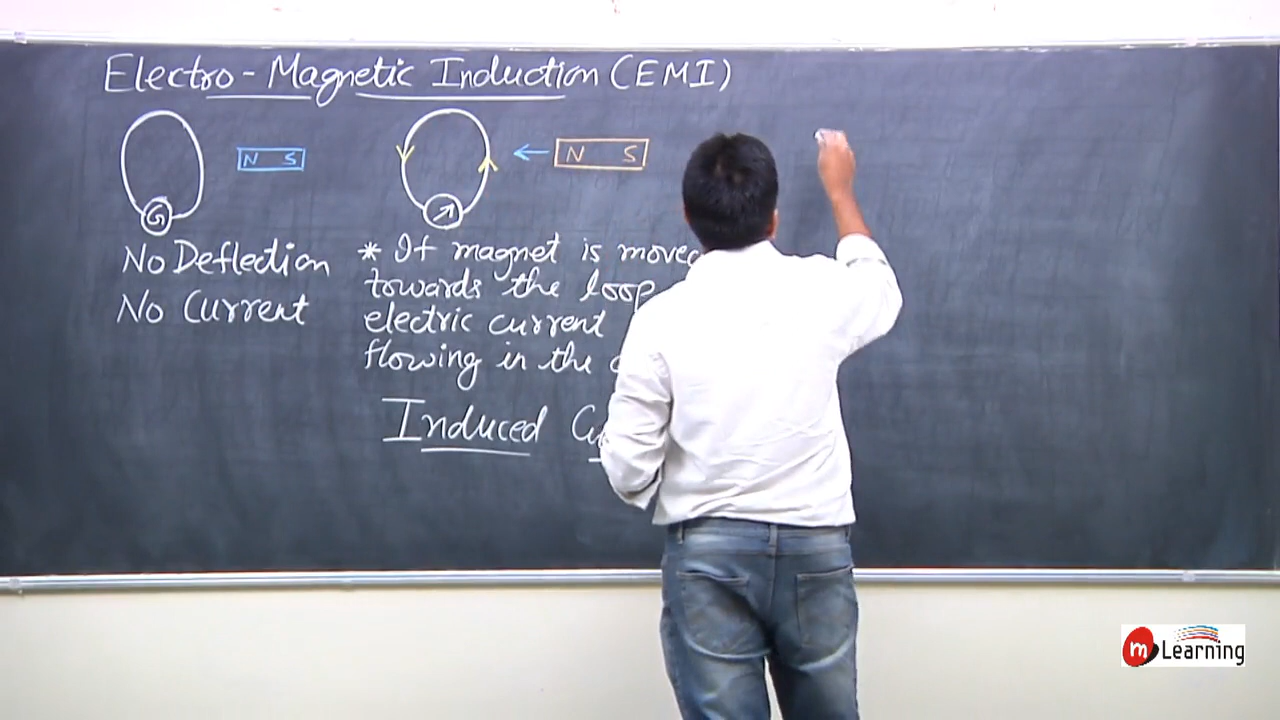 Electro-Magnetic Induction (EMI)
G
N S
N S
No Deflection
No Current
* If magnet is moved
towards the loop
electric current
flowing in the
Induced
m Learning